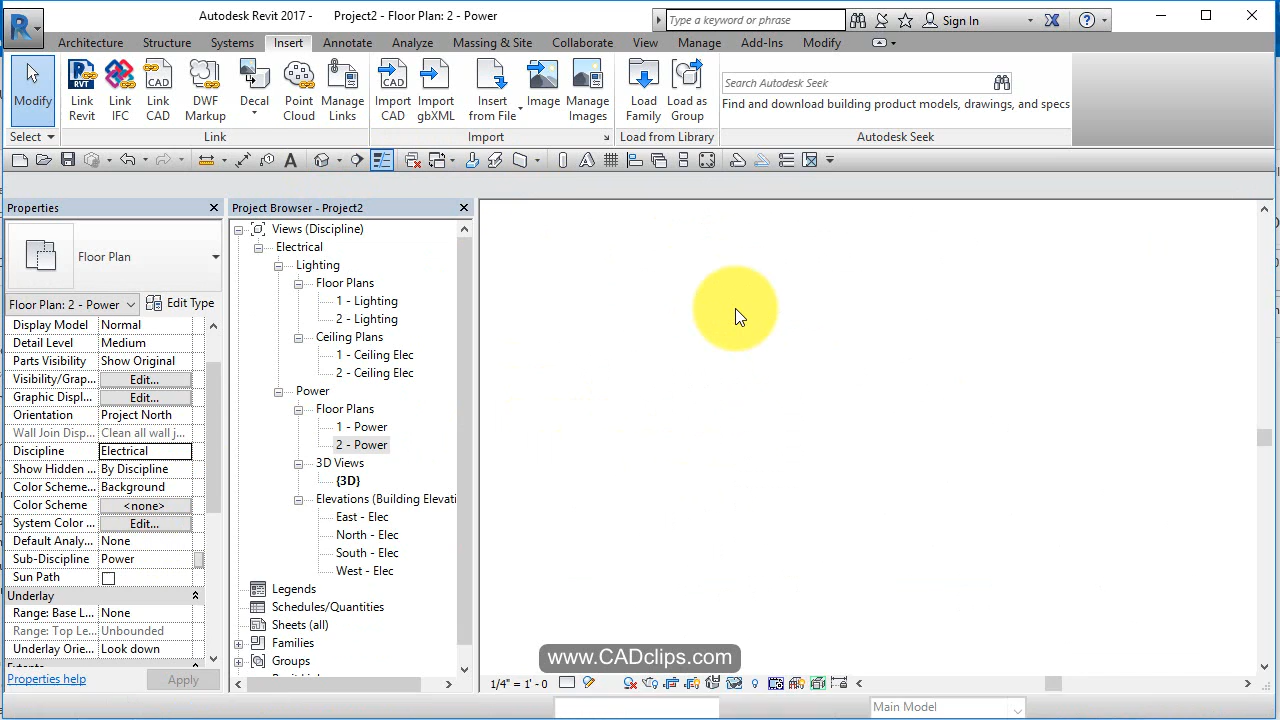 Autodesk Revit 2017 - Project2 - Floor Plan: 2 - Power
Type a keyword or phrase
Sign In
Architecture Structure Systems Insert Annotate Analyze Massing & Site Collaborate View Manage Add-Ins Modify
Modify
Link Revit
Link IFC
Link CAD
DWF Markup
Decal
Point Cloud
Manage Links
Import CAD
Import gbXML
Insert from File
Image
Manage Images
Load Family
Load as Group
Search Autodesk Seek
Find and download building product models, drawings, and specs
Select
Link
Import
Load from Library
Autodesk Seek
Properties
Floor Plan
Floor Plan: 2 - Power
Edit Type
Display Model Normal
Detail Level Medium
Parts Visibility Show Original
Visibility/Grap... Edit...
Graphic Displ... Edit...
Orientation Project North
Wall Join Disp... Clean all wall j...
Discipline Electrical
Show Hidden ... By Discipline
Color Scheme... Background
Color Scheme <none>
System Color ... Edit...
Default Analy... None
Sub-Discipline Power
Sun Path
Underlay
Range: Base L... None
Range: Top Le... Unbounded
Underlay Orie... Look down
Properties help
Apply
Project Browser - Project2
Views (Discipline)
Electrical
Lighting
Floor Plans
1 - Lighting
2 - Lighting
Ceiling Plans
1 - Ceiling Elec
2 - Ceiling Elec
Power
Floor Plans
1 - Power
2 - Power
3D Views
{3D}
Elevations (Building Elevati
East - Elec
North - Elec
South - Elec
West - Elec
Legends
Schedules/Quantities
Sheets (all)
Families
Groups
www.CADclips.com
1/4" = 1' - 0
Main Model